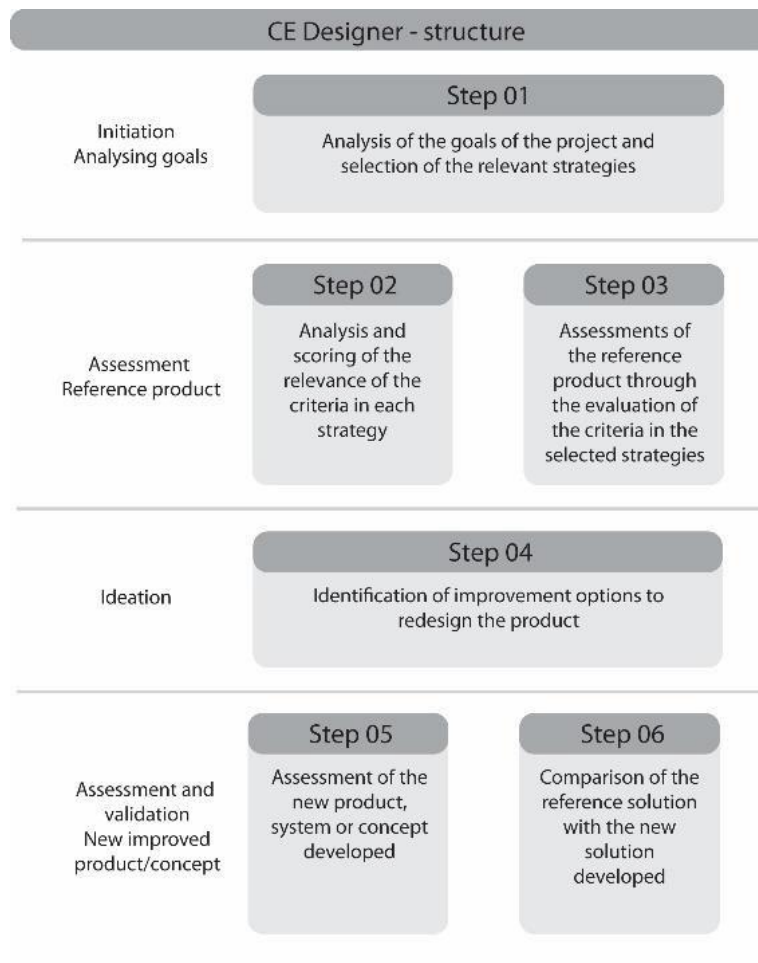 CE Designer - structure
Initiation
Analysing goals
Step 01
Analysis of the goals of the project and
selection of the relevant strategies
Assessment
Reference product
Step 02
Analysis and
scoring of the
relevance of the
criteria in each
strategy
Step 03
Assessments of
the reference
product through
the evaluation of
the criteria in the
selected strategies
Ideation
Step 04
Identification of improvement options to
redesign the product
Assessment and
validation
New improved
product/concept
Step 05
Assessment of the
new product,
system or concept
developed
Step 06
Comparison of the
reference solution
with the new
solution
developed